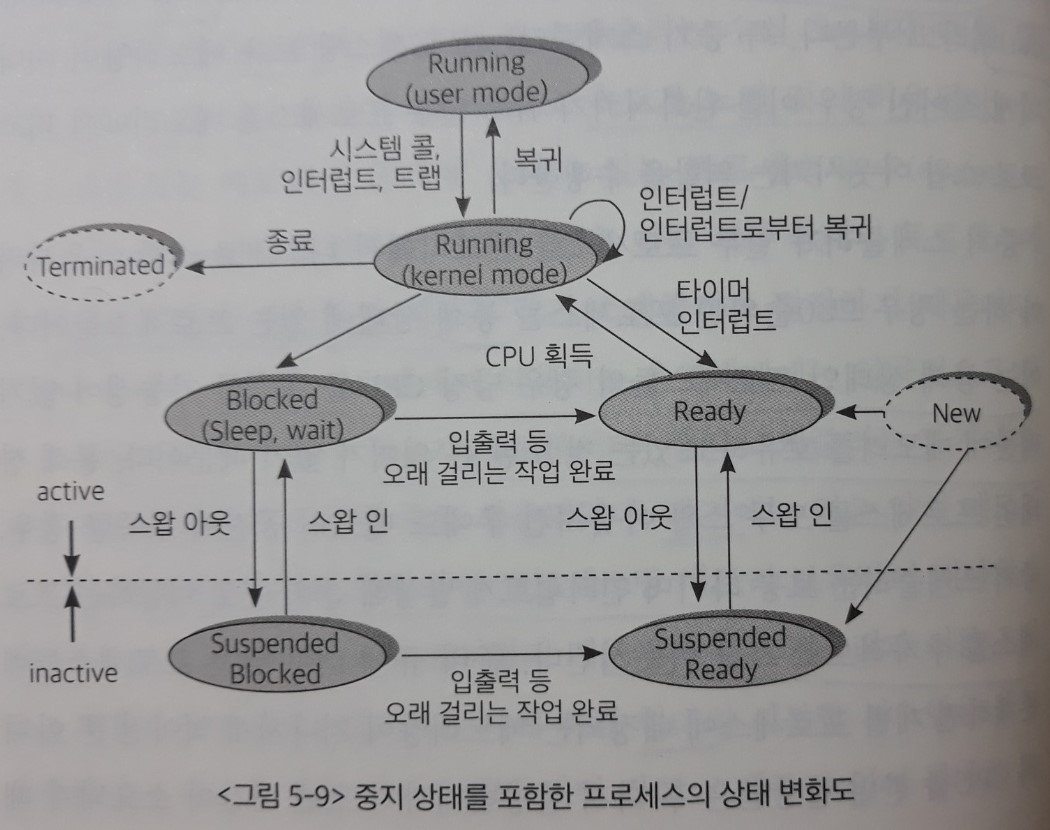 Running
(user mode)
시스템 콜,
인터럽트, 트랩
복귀
인터럽트/
인터럽트로부터 복귀
Terminated
종료
Running
(kernel mode)
타이머
인터럽트
CPU 획득
Blocked
(Sleep, wait)
Ready
New
입출력 등
오래 걸리는 작업 완료
active
스왑 아웃
스왑 인
스왑 아웃
스왑 인
inactive
Suspended
Blocked
Suspended
Ready
입출력 등
오래 걸리는 작업 완료
<그림 5-9> 중지 상태를 포함한 프로세스의 상태 변화도